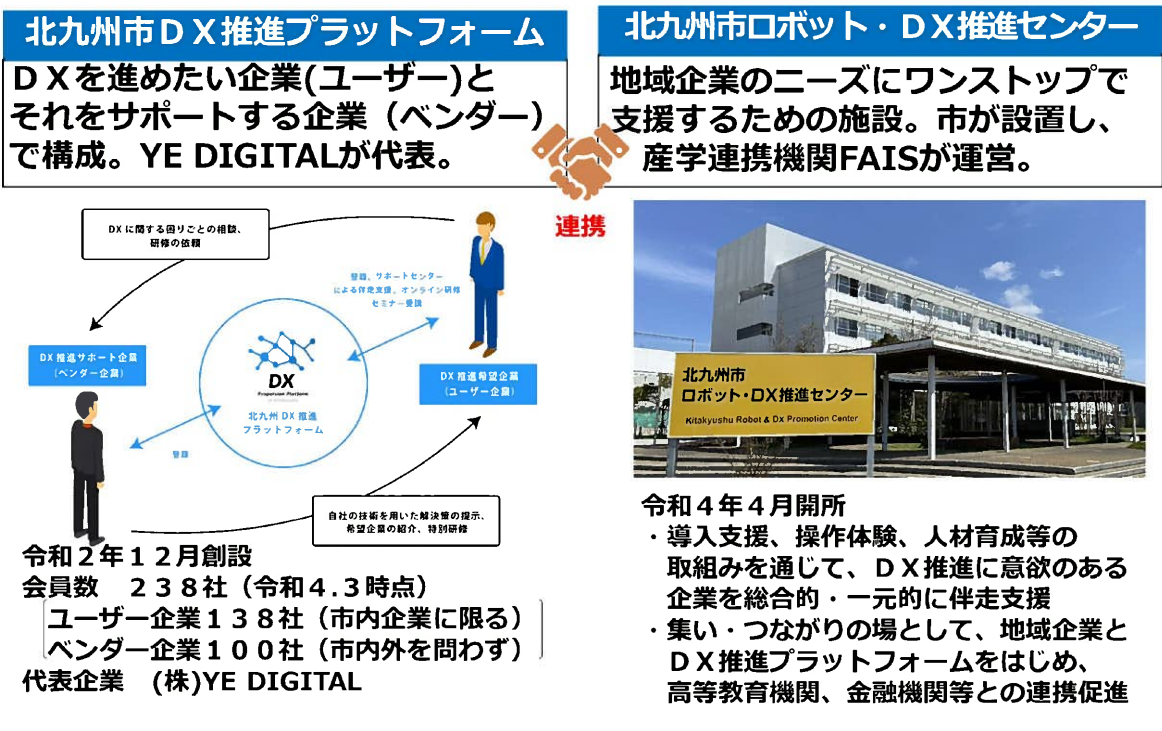 北九州市ＤＸ推進プラットフォーム
ＤＸを進めたい企業(ユーザー)と
それをサポートする企業（ベンダー）
で構成。YE DIGITALが代表。
北九州市ロボット・ＤＸ推進センター
地域企業のニーズにワンストップで
支援するための施設。市が設置し、
産学連携機関FAISが運営。
連携
DXに関する困りごとの相談、
研修の依頼
登録、サポートセンター
による伴走支援、オンライン研修
セミナー受講
DX推進サポート企業
(ベンダー企業)
DX
Propulsion Platform
北九州DX推進
プラットフォーム
DX推進希望企業
(ユーザー企業)
登録
自社の技術を用いた解決策の提示、
希望企業の紹介、特別研修
令和２年１２月創設
会員数　２３８社（令和４.３時点）
ユーザー企業１３８社（市内企業に限る）
ベンダー企業１００社（市内外を問わず）
代表企業　(株)YE DIGITAL
北九州市
ロボット・DX推進センター
Kitakyushu Robot & Dx Promotion Center
令和４年４月開所
・導入支援、操作体験、人材育成等の
取組みを通じて、ＤＸ推進に意欲のある
企業を総合的・一元的に伴走支援
・集い・つながりの場として、地域企業と
ＤＸ推進プラットフォームをはじめ、
高等教育機関、金融機関等との連携促進